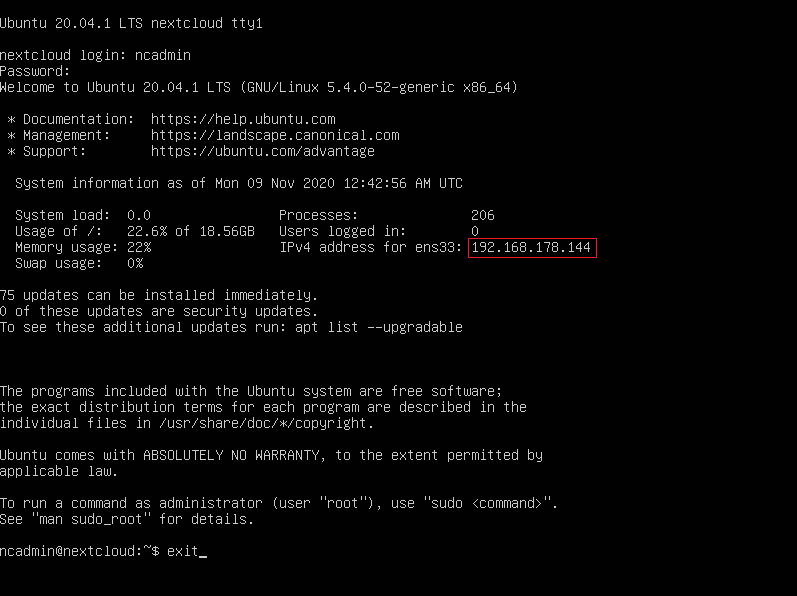 Ubuntu 20.04.1 LTS nextcloud tty1
nextcloud login: ncadmin
Password:
Welcome to Ubuntu 20.04.1 LTS (GNU/Linux 5.4.0-52-generic x86_64)
* Documentation:  https://help.ubuntu.com
* Management:     https://landscape.canonical.com
* Support:        https://ubuntu.com/advantage
System information as of Mon 09 Nov 2020 12:42:56 AM UTC
System load:  0.0                Processes:              206
Usage of /:   22.6% of 18.56GB   Users logged in:        0
Memory usage: 22%                IPv4 address for ens33: 192.168.178.144
Swap usage:   0%
75 updates can be installed immediately.
0 of these updates are security updates.
To see these additional updates run: apt list --upgradable
The programs included with the Ubuntu system are free software;
the exact distribution terms for each program are described in the
individual files in /usr/share/doc/*/copyright.
Ubuntu comes with ABSOLUTELY NO WARRANTY, to the extent permitted by
applicable law.
To run a command as administrator (user "root"), use "sudo <command>".
See "man sudo_root" for details.
ncadmin@nextcloud:~$ exit_